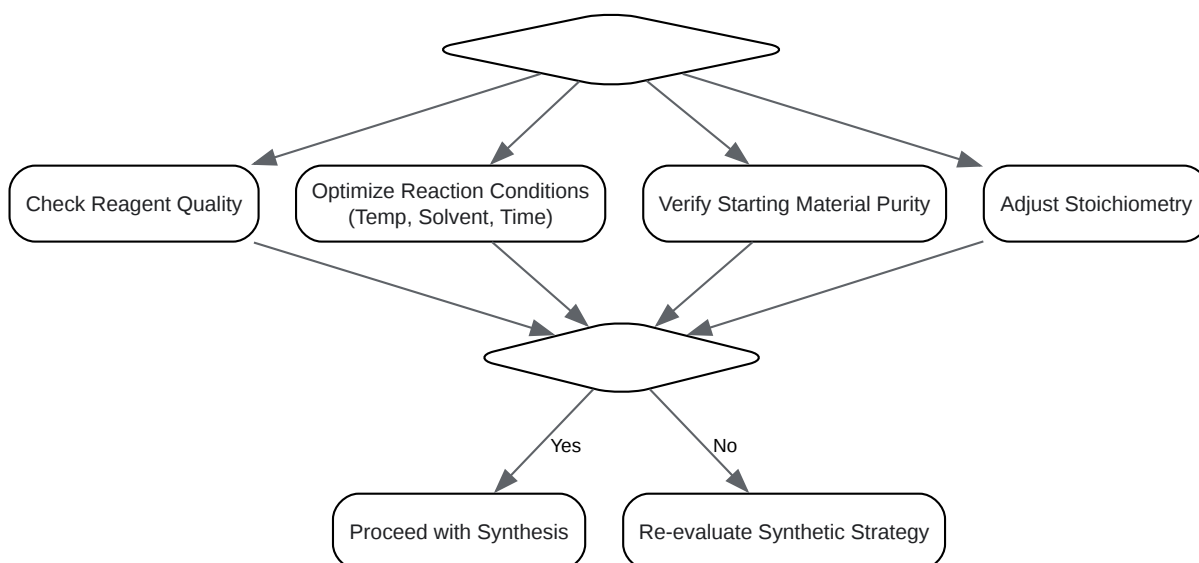 Check Reagent Quality
Optimize Reaction Conditions
(Temp, Solvent, Time)
Verify Starting Material Purity
Adjust Stoichiometry
Yes
No
Proceed with Synthesis
Re-evaluate Synthetic Strategy